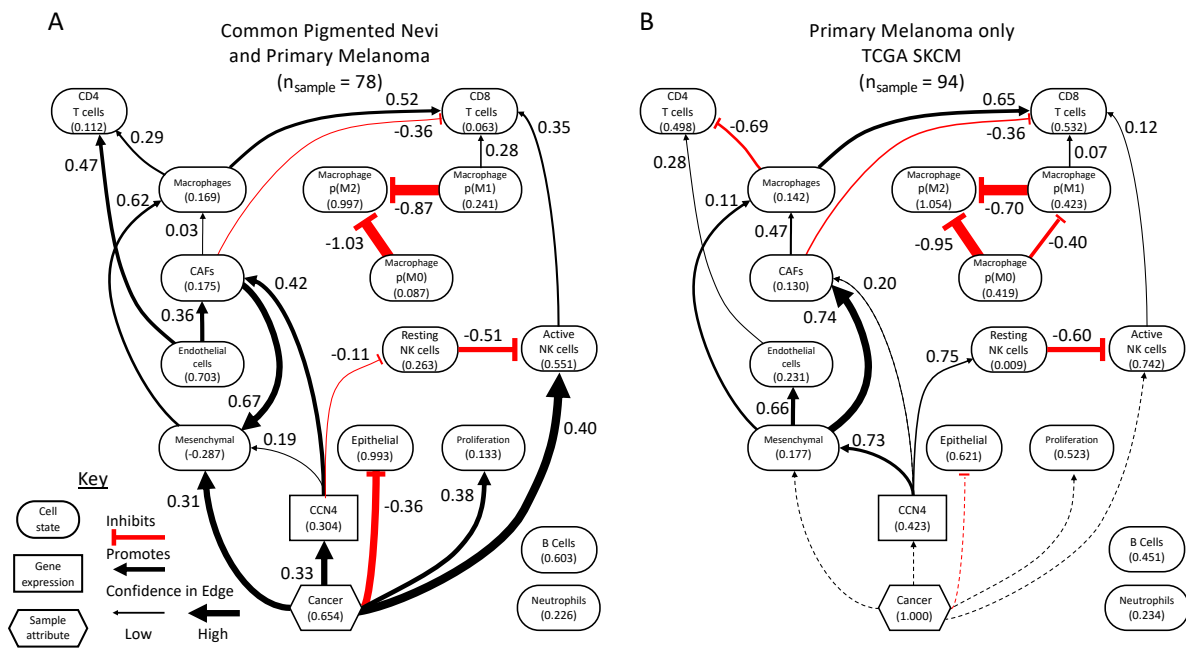 A
Common Pigmented Nevi
and Primary Melanoma
(nsample = 78)
CD4
T cells
(0.112)
0.52
CD8
T cells
(0.063)
-0.36
0.35
0.29
0.47
0.28
Macrophages
(0.169)
Macrophage
p(M2)
(0.997)
Macrophage
p(M1)
(0.241)
0.62
-0.87
0.03
-1.03
CAFs
(0.175)
Macrophage
p(M0)
(0.087)
0.42
0.36
-0.11
Resting
NK cells
(0.263)
-0.51
Active
NK cells
(0.551)
Endothelial
cells
(0.703)
0.67
Mesenchymal
(-0.287)
0.19
Epithelial
(0.993)
Proliferation
(0.133)
0.40
0.31
CCN4
(0.304)
-0.36
0.38
0.33
Cancer
(0.654)
B Cells
(0.603)
Neutrophils
(0.226)
Key
Cell
state
Inhibits
Gene
expression
Promotes
Confidence in Edge
Sample
attribute
Low
High
B
Primary Melanoma only
TCGA SKCM
(nsample = 94)
CD4
T cells
(0.498)
0.65
CD8
T cells
(0.532)
-0.36
0.12
-0.69
0.28
0.07
Macrophages
(0.142)
Macrophage
p(M2)
(1.054)
Macrophage
p(M1)
(0.423)
0.11
-0.70
0.47
-0.95
-0.40
CAFs
(0.130)
Macrophage
p(M0)
(0.419)
0.20
0.74
Endothelial
cells
(0.231)
0.75
Resting
NK cells
(0.009)
-0.60
Active
NK cells
(0.742)
0.66
Mesenchymal
(0.177)
0.73
Epithelial
(0.621)
Proliferation
(0.523)
CCN4
(0.423)
Cancer
(1.000)
B Cells
(0.451)
Neutrophils
(0.234)